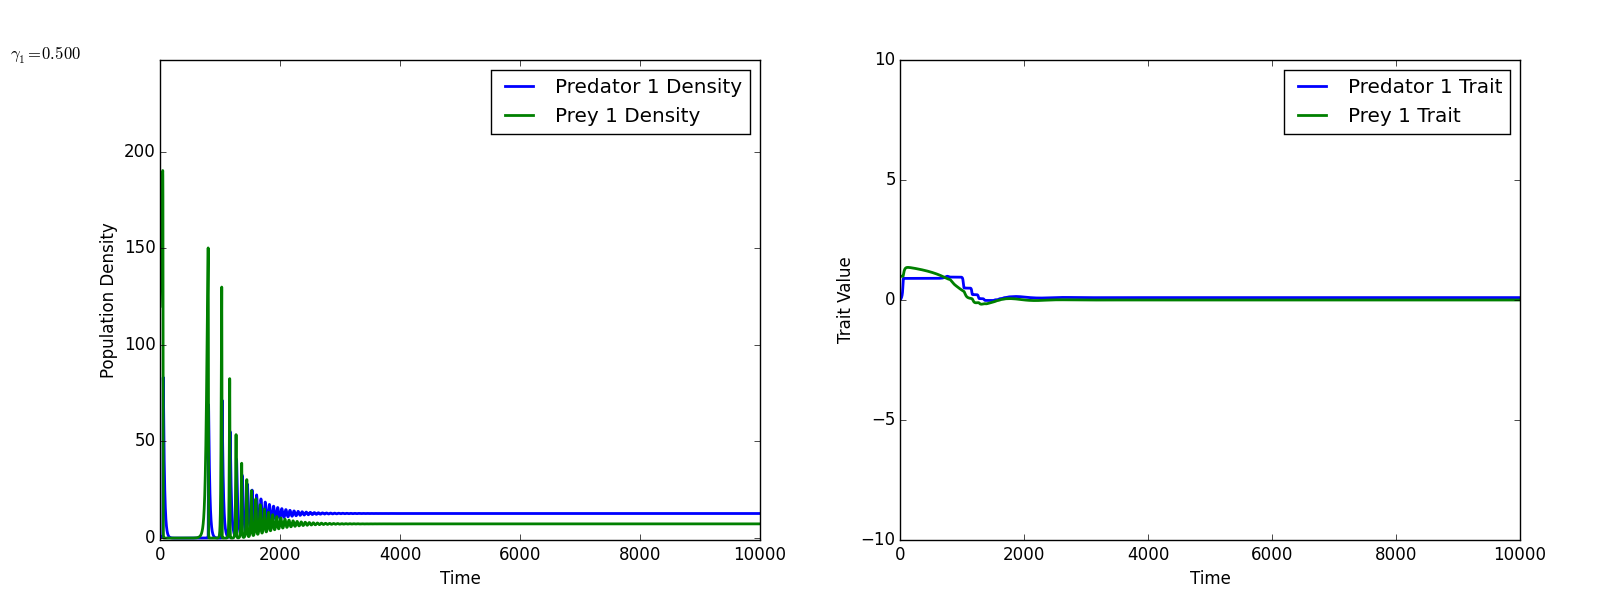 γ₁=0.500
Predator 1 Density
Prey 1 Density
200
150
100
50
0
Population Density
0 2000 4000 6000 8000 10000
Time
Predator 1 Trait
Prey 1 Trait
10
5
0
−5
−10
Trait Value
0 2000 4000 6000 8000 10000
Time